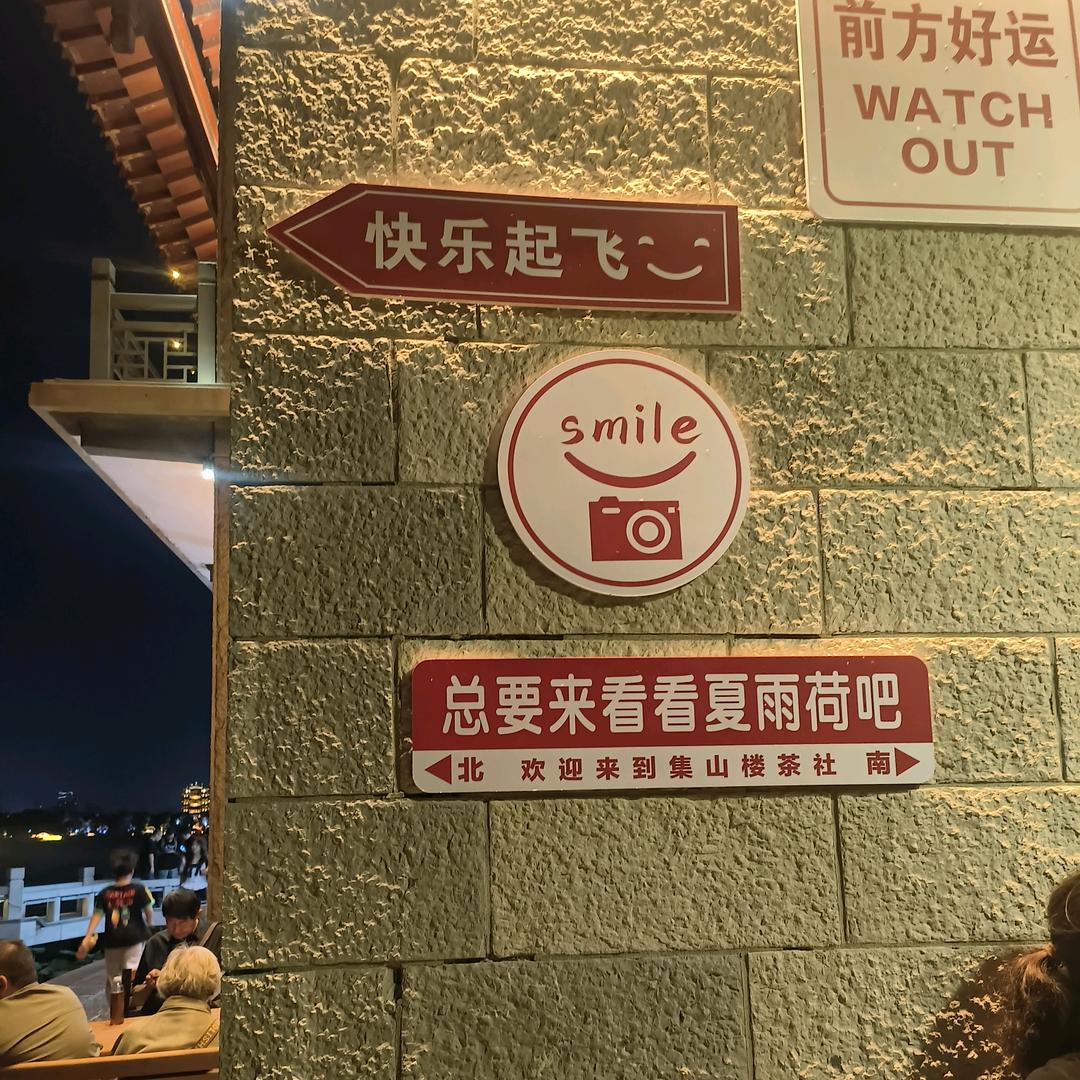 前方好运
WATCH
OUT
快乐起飞
smile
总要来看看夏雨荷吧
北 欢迎来到集山楼茶社 南